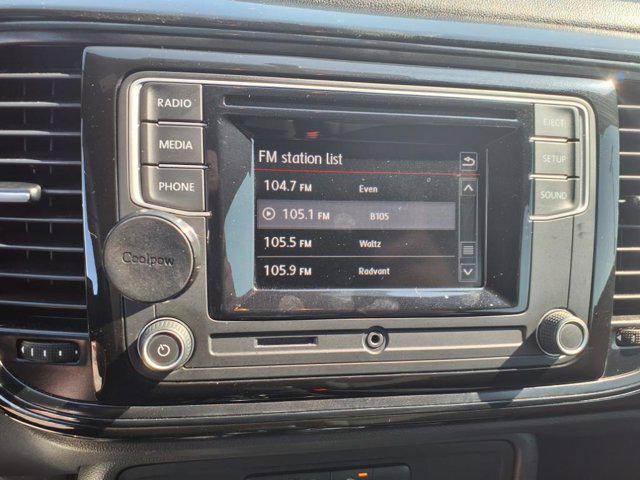 RADIO
MEDIA
PHONE
Coolpow
FM station list
104.7 FM Even
105.1 FM B105
105.5 FM Waltz
105.9 FM Radvant
EJECT
SETUP
SOUND